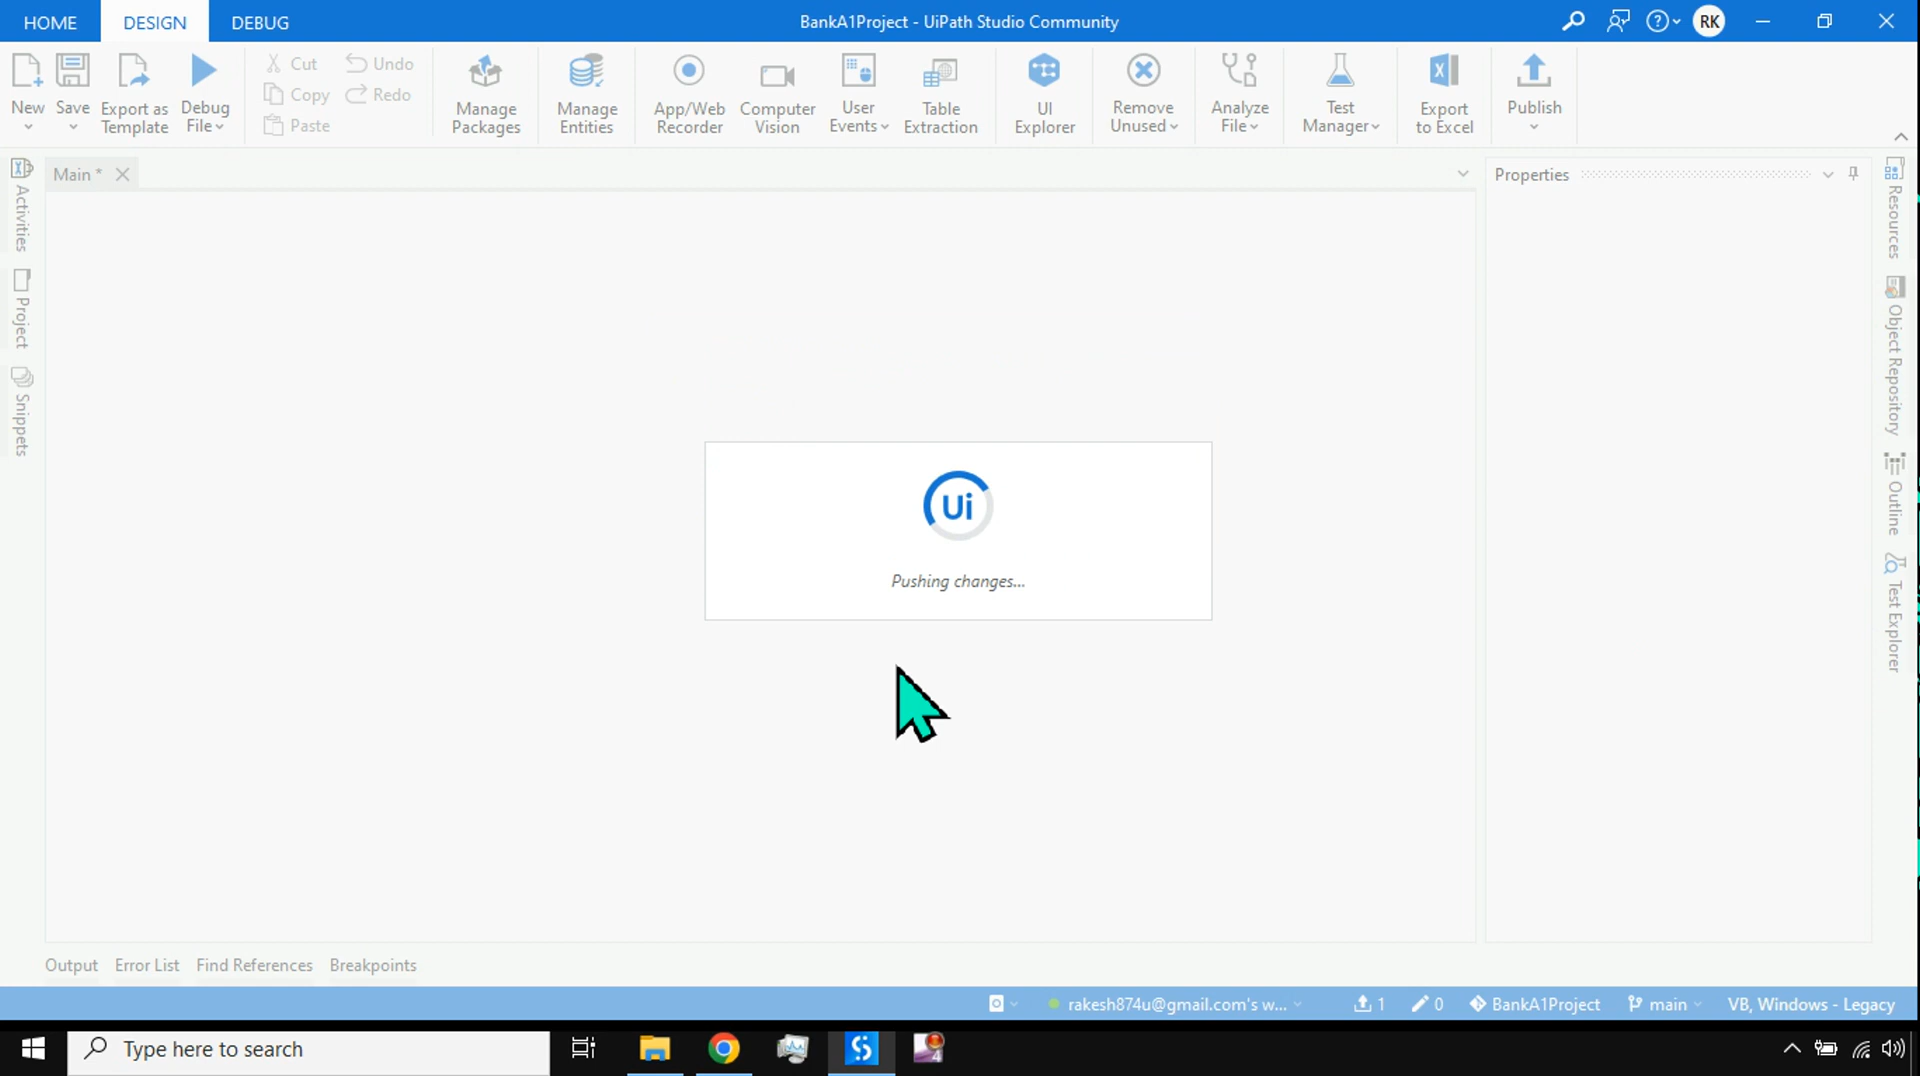 HOME DESIGN DEBUG BankA1Project - UiPath Studio Community RK
New Save Export as Template Debug File Cut Copy Paste Undo Redo Manage Packages Manage Entities App/Web Recorder Computer Vision User Events Table Extraction UI Explorer Remove Unused Analyze File Test Manager Export to Excel Publish
Main * Properties
Activities
Project
Snippets
Resources
Object Repository
Outline
Test Explorer
Ui
Pushing changes...
Output Error List Find References Breakpoints
rakesh874u@gmail.com's w... 1 0 BankA1Project main VB, Windows - Legacy
Type here to search